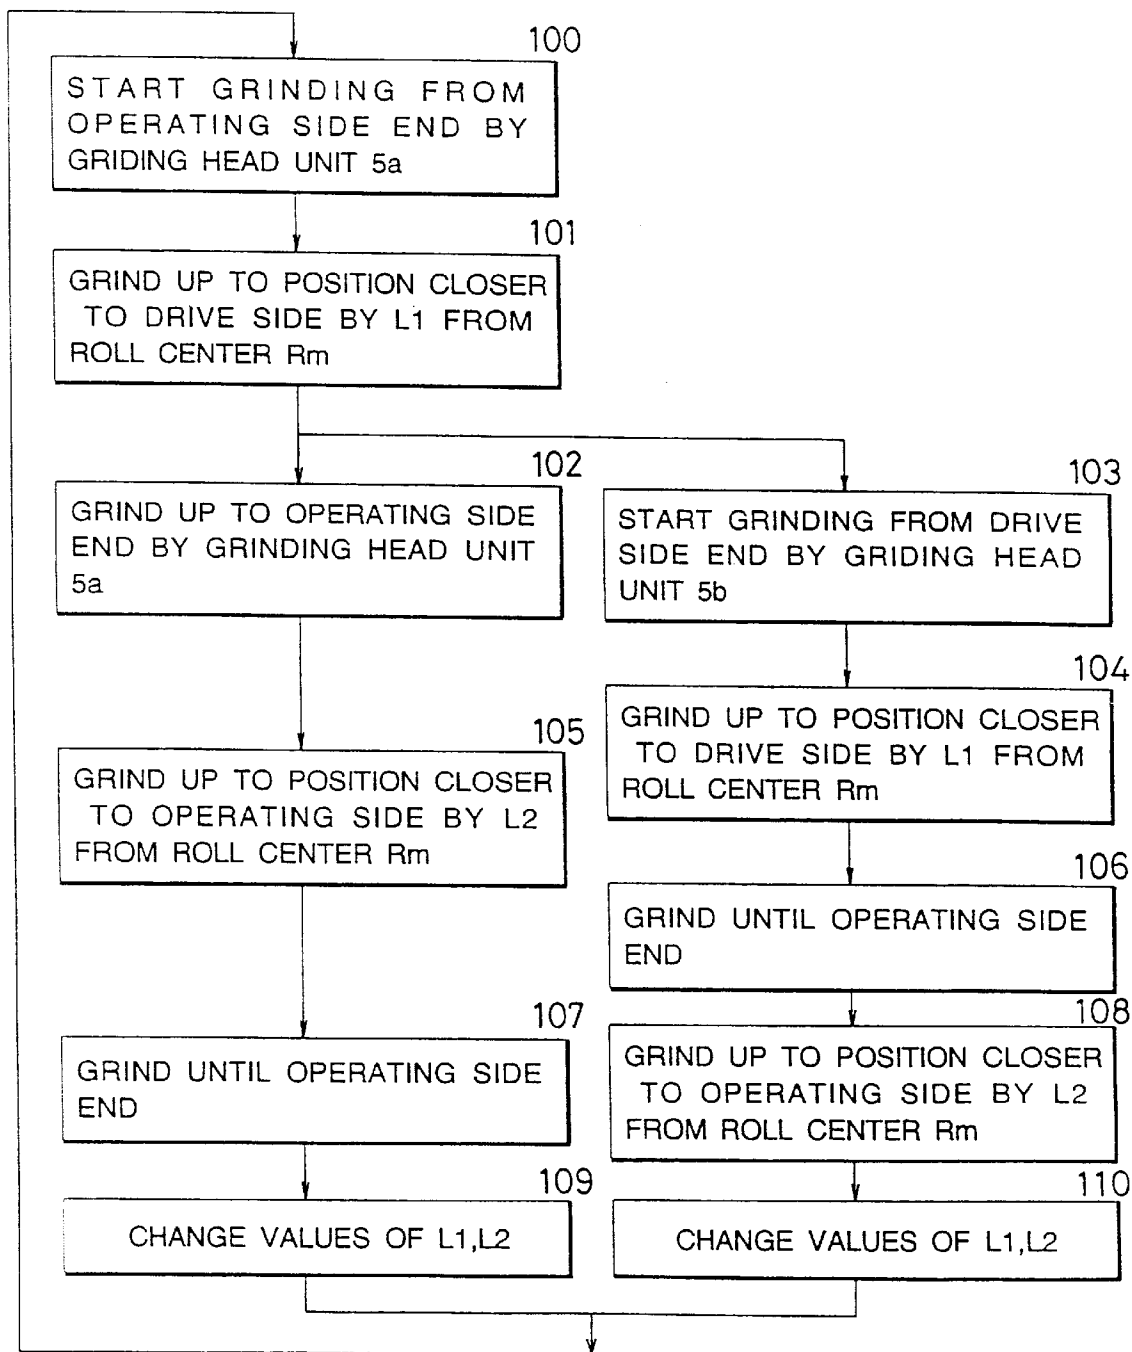 100
START GRINDING FROM
OPERATING SIDE END BY
GRIDING HEAD UNIT 5a
101
GRIND UP TO POSITION CLOSER
TO DRIVE SIDE BY L1 FROM
ROLL CENTER Rm
102
GRIND UP TO OPERATING SIDE
END BY GRINDING HEAD UNIT
5a
103
START GRINDING FROM DRIVE
SIDE END BY GRIDING HEAD
UNIT 5b
104
GRIND UP TO POSITION CLOSER
TO DRIVE SIDE BY L1 FROM
ROLL CENTER Rm
105
GRIND UP TO POSITION CLOSER
TO OPERATING SIDE BY L2
FROM ROLL CENTER Rm
106
GRIND UNTIL OPERATING SIDE
END
107
GRIND UNTIL OPERATING SIDE
END
108
GRIND UP TO POSITION CLOSER
TO OPERATING SIDE BY L2
FROM ROLL CENTER Rm
109
CHANGE VALUES OF L1,L2
110
CHANGE VALUES OF L1,L2